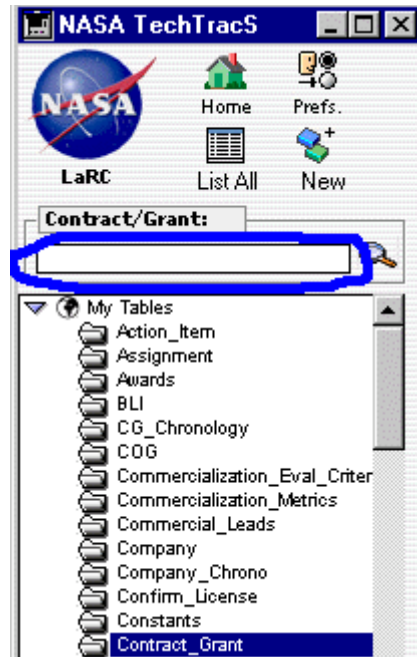 NASA TechTracS
NASA
LaRC
Home
Prefs.
List All
New
Contract/Grant:
My Tables
Action_Item
Assignment
Awards
BLI
CG_Chronology
COG
Commercialization_Eval_Criter
Commercialization_Metrics
Commercial_Leads
Company
Company_Chrono
Confirm_License
Constants
Contract_Grant